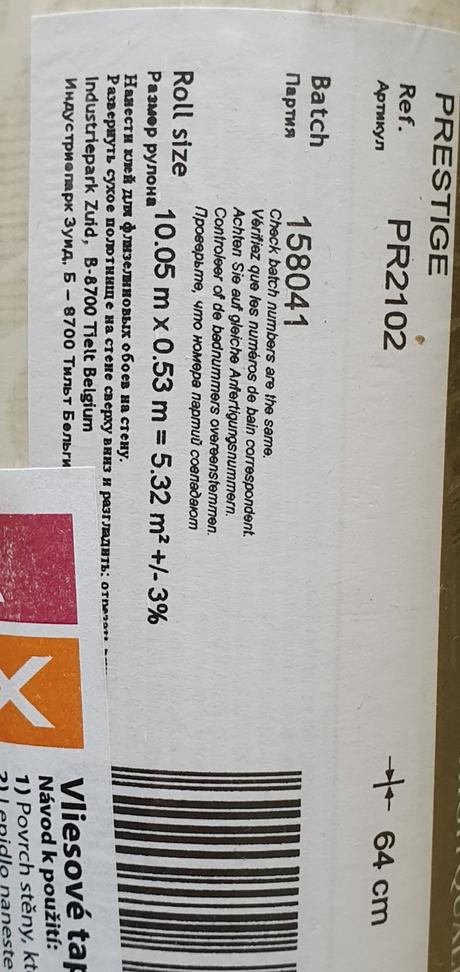 PRESTIGE
Ref. PR2102
Артикул
64 cm
Batch 158041
Партия
Check batch numbers are the same.
Vérifiez que les numéros de bain correspondent.
Achten Sie auf gleiche Anfertigungsnummern.
Controleer of de badnummers overeenstemmen.
Проверьте, что номера партий совпадают
Roll size 10.05 m x 0.53 m = 5.32 m² +/- 3%
Размер рулона
Нанести клей для флизелиновых обоев на стену.
Развернуть сухое полотнище на стене сверху вниз и разгладить:
Industriepark Zuid, B-8700 Tielt Belgium
Индустриепарк Зуид, Б – 8700 Тильт Бельги
Vliesové tap
Návod k použití:
1) Povrch stěny, kt
2) Lepidlo naneste